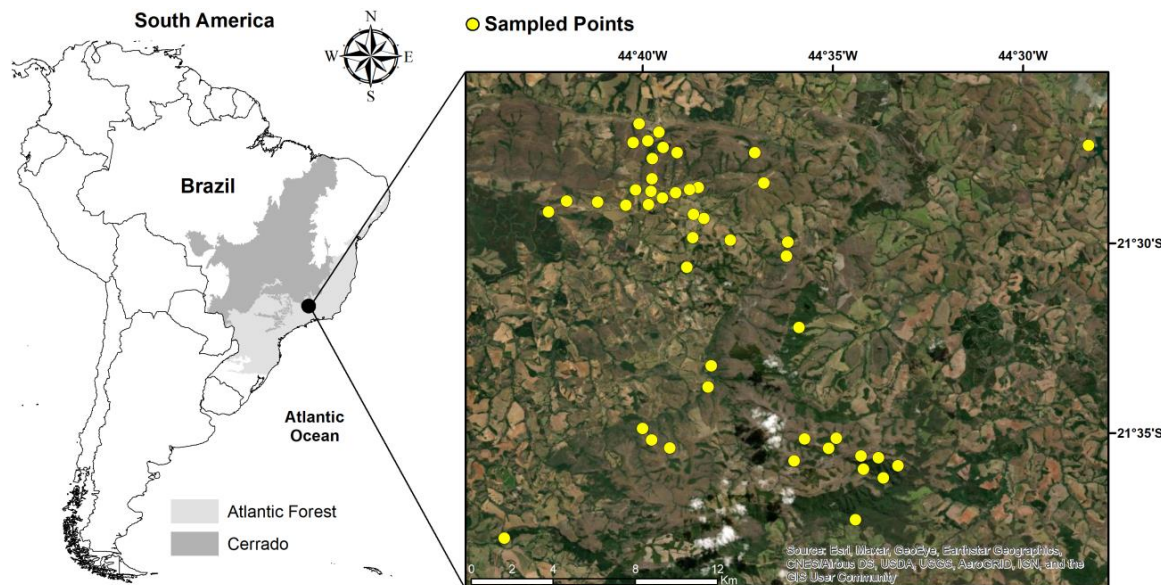 South America
N
W E
S
Brazil
Atlantic
Ocean
Atlantic Forest
Cerrado
Sampled Points
44°40'
44°35'
44°30'
21°30'S
21°35'S
0 2 4 8 12
Km
Source: Esri, Maxar, GeoEye, Earthstar Geographics,
CNES/Airbus DS, USDA, USGS, AeroGRID, IGN, and the
GIS User Community